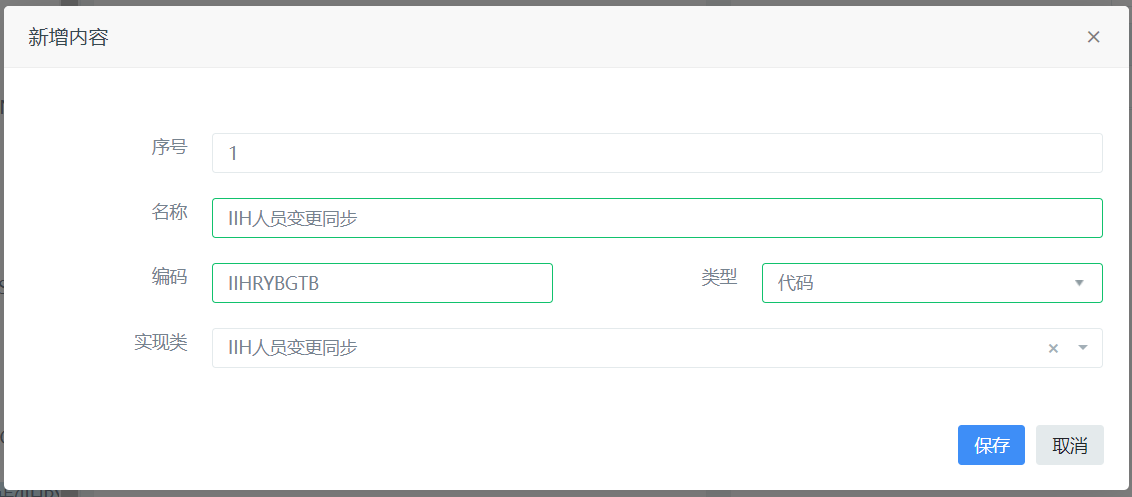 新增内容 ×
序号 1
名称 IIH人员变更同步
编码 IIHRYBGTB 类型 代码
实现类 IIH人员变更同步 ×
保存 取消